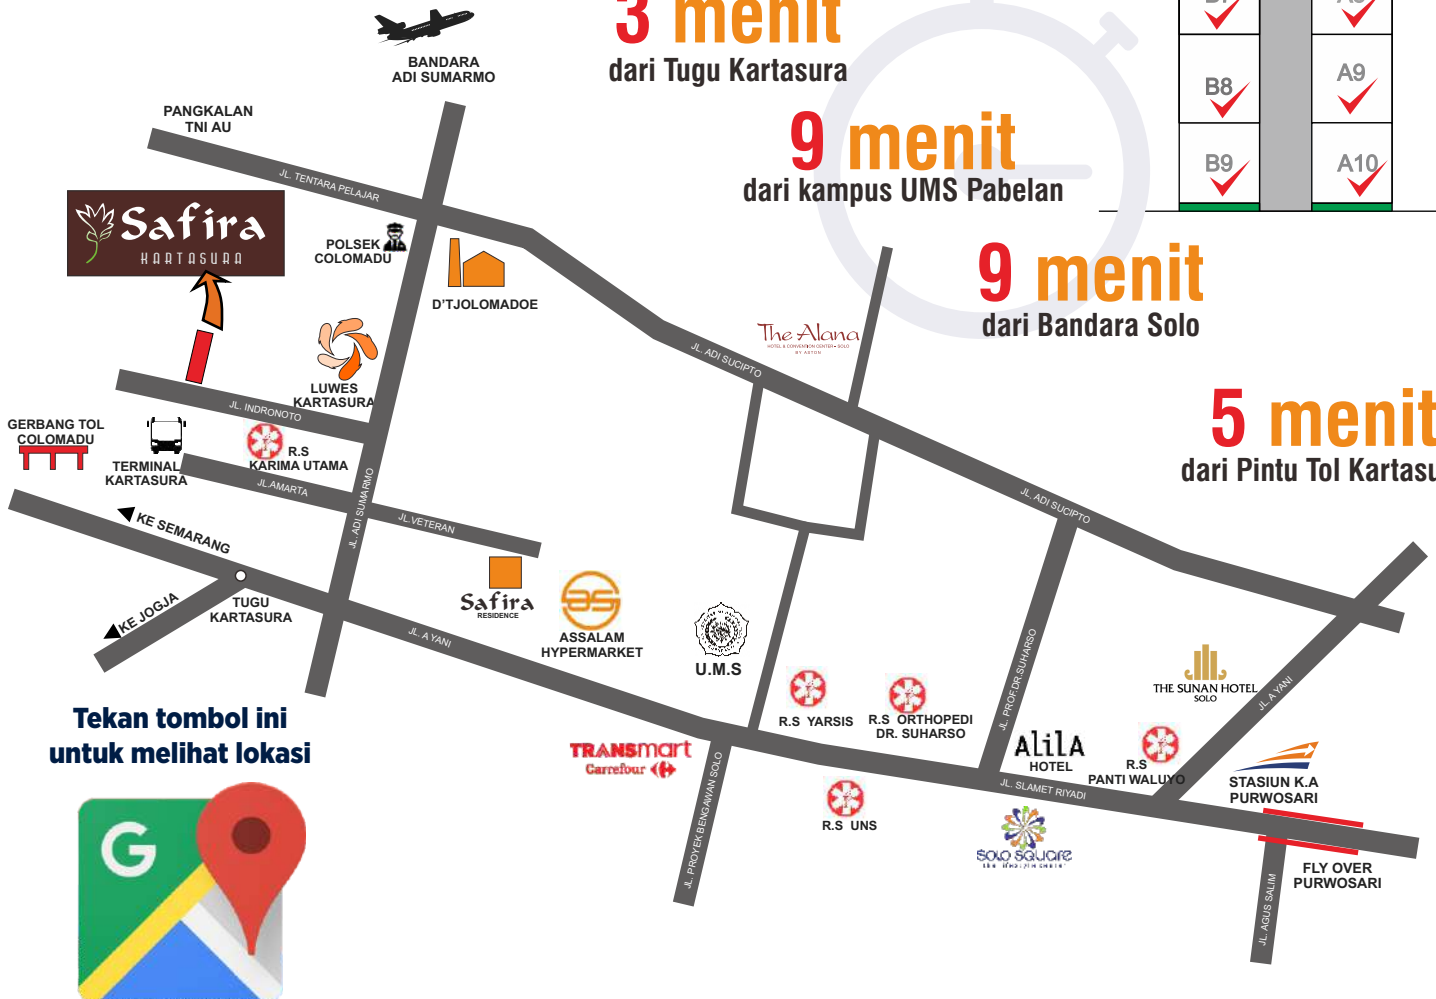 3 menit
dari Tugu Kartasura
9 menit
dari kampus UMS Pabelan
9 menit
dari Bandara Solo
5 menit
dari Pintu Tol Kartasu
B8
A9
B9
A10
BANDARA
ADI SUMARMO
PANGKALAN
TNI AU
JL. TENTARA PELAJAR
Safira
KARTASURA
POLSEK
COLOMADU
D'TJOLOMADOE
The Alana
HOTEL & CONVENTION CENTER - SOLO
BY ASTON
JL. ADI SUCIPTO
LUWES
KARTASURA
JL. INDRONOTO
GERBANG TOL
COLOMADU
TERMINAL
KARTASURA
R.S
KARIMA UTAMA
JL.AMARTA
JL. ADI SUMARMO
JL.VETERAN
JL. ADI SUCIPTO
KE SEMARANG
KE JOGJA
TUGU
KARTASURA
JL. A YANI
Safira
RESIDENCE
ASSALAM
HYPERMARKET
U.M.S
R.S YARSIS
R.S ORTHOPEDI
DR. SUHARSO
JL. PROF.DR.SUHARSO
THE SUNAN HOTEL
SOLO
JL. A YANI
TRANSmart
Carrefour
JL. PROYEK BENGAWAN SOLO
R.S UNS
ALILA
HOTEL
R.S
PANTI WALUYO
JL. SLAMET RIYADI
SOLO SQUARE
STASIUN K.A
PURWOSARI
FLY OVER
PURWOSARI
JL. AGUS SALIM
Tekan tombol ini
untuk melihat lokasi
G